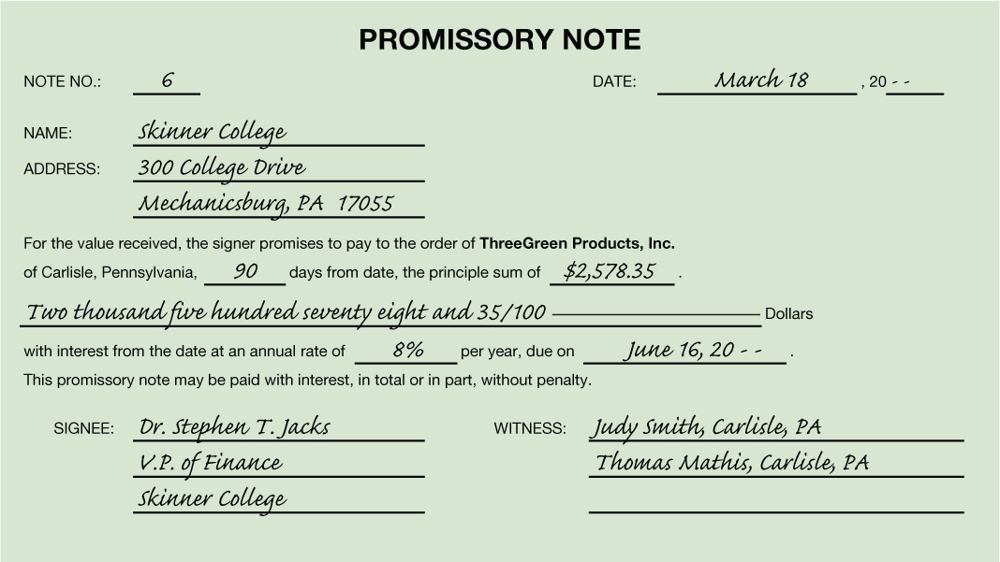 PROMISSORY NOTE
NOTE NO.: 6 DATE: March 18 , 20 - -
NAME: Skinner College
ADDRESS: 300 College Drive
Mechanicsburg, PA 17055
For the value received, the signer promises to pay to the order of ThreeGreen Products, Inc.
of Carlisle, Pennsylvania, 90 days from date, the principle sum of $2,578.35 .
Two thousand five hundred seventy eight and 35/100 Dollars
with interest from the date at an annual rate of 8% per year, due on June 16, 20 - - .
This promissory note may be paid with interest, in total or in part, without penalty.
SIGNEE: Dr. Stephen T. Jacks WITNESS: Judy Smith, Carlisle, PA
V.P. of Finance Thomas Mathis, Carlisle, PA
Skinner College